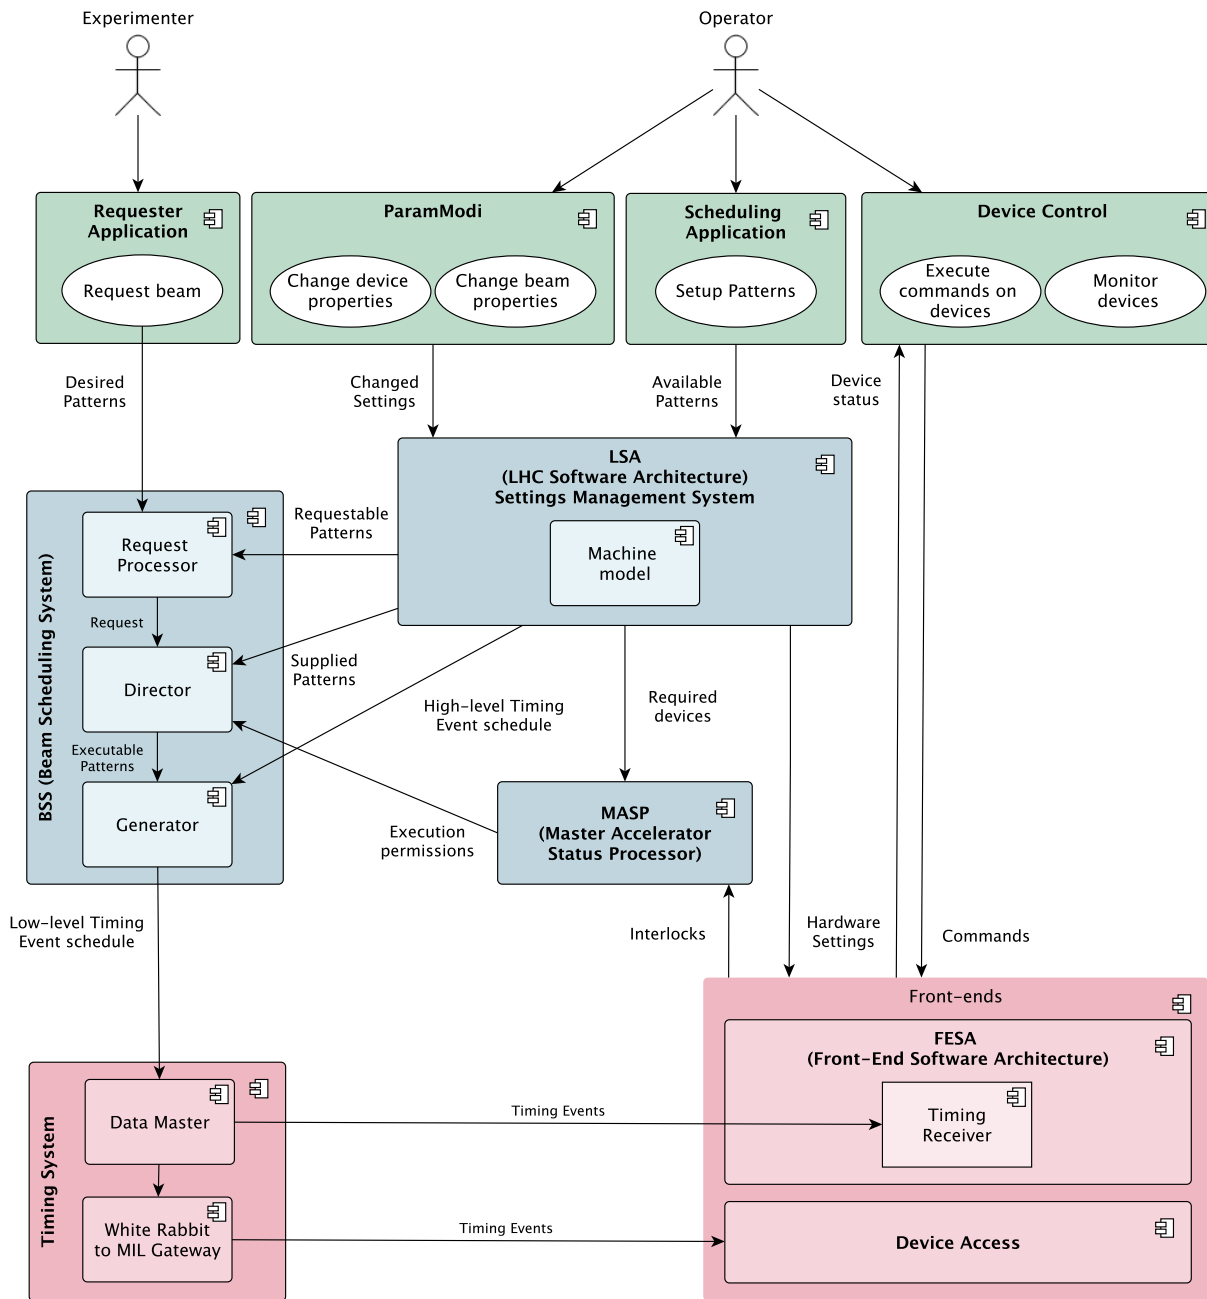 Experimenter
Operator
Requester
Application
Request beam
ParamModi
Change device
properties
Change beam
properties
Scheduling
Application
Setup Patterns
Device Control
Execute
commands on
devices
Monitor
devices
Desired
Patterns
Changed
Settings
Available
Patterns
Device
status
LSA
(LHC Software Architecture)
Settings Management System
Machine
model
BSS (Beam Scheduling System)
Request
Processor
Requestable
Patterns
Request
Director
Supplied
Patterns
High-level Timing
Event schedule
Required
devices
Executable
Patterns
Generator
Execution
permissions
MASP
(Master Accelerator
Status Processor)
Low-level Timing
Event schedule
Interlocks
Hardware
Settings
Commands
Front-ends
FESA
(Front-End Software Architecture)
Timing
Receiver
Timing System
Data Master
Timing Events
White Rabbit
to MIL Gateway
Timing Events
Device Access